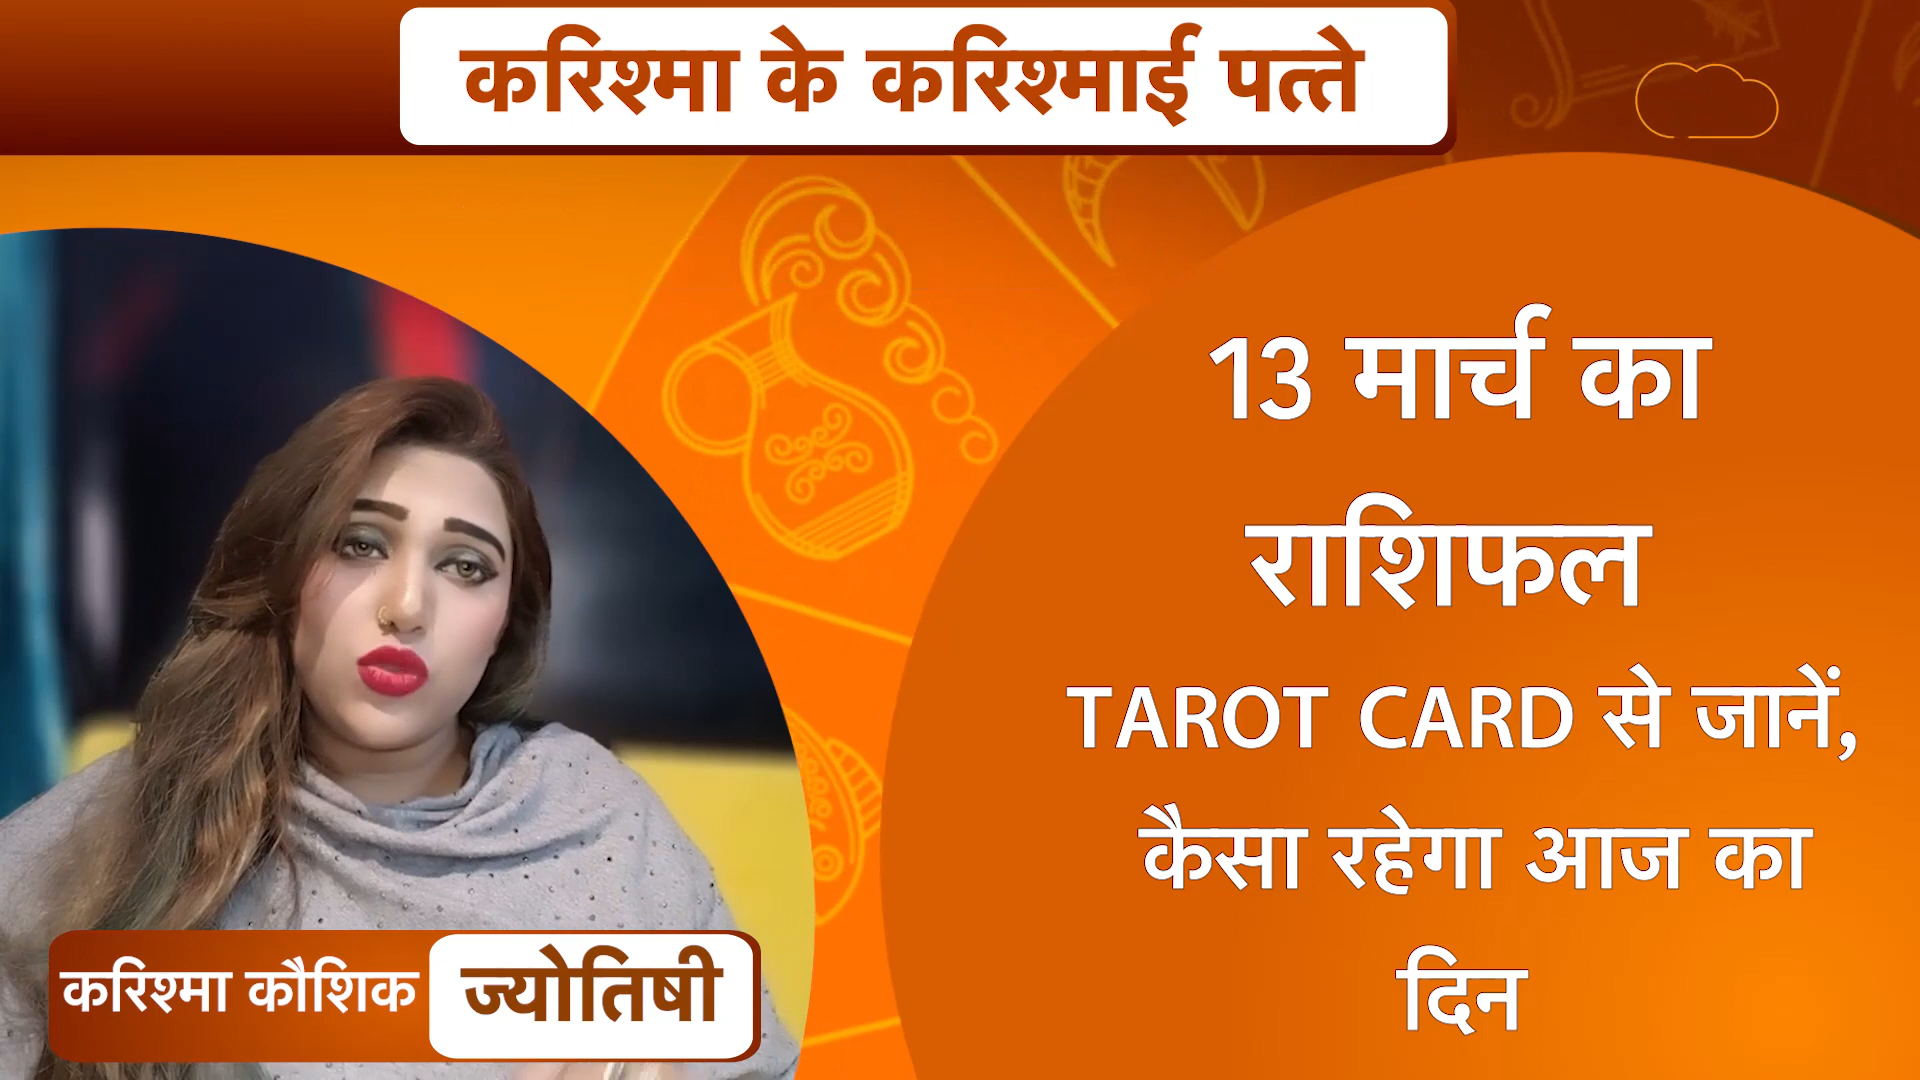 करिश्मा के करिश्माई पत्ते
13 मार्च का
राशिफल
TAROT CARD से जानें,
कैसा रहेगा आज का
दिन
करिश्मा कौशिक ज्योतिषी